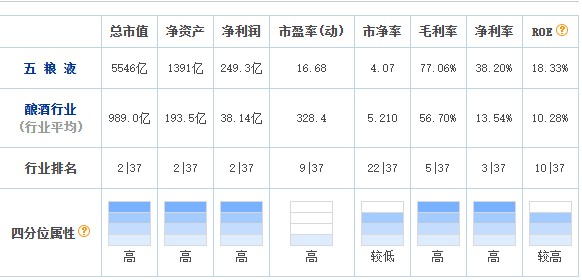 总市值 净资产 净利润 市盈率(动) 市净率 毛利率 净利率 ROE?
五 粮 液 5546亿 1391亿 249.3亿 16.68 4.07 77.06% 38.20% 18.33%
酿酒行业 989.0亿 193.5亿 38.14亿 328.4 5.210 56.70% 13.54% 10.28%
(行业平均)
行业排名 2|37 2|37 2|37 9|37 22|37 5|37 3|37 10|37
四分位属性? 高 高 高 高 较低 高 高 较高